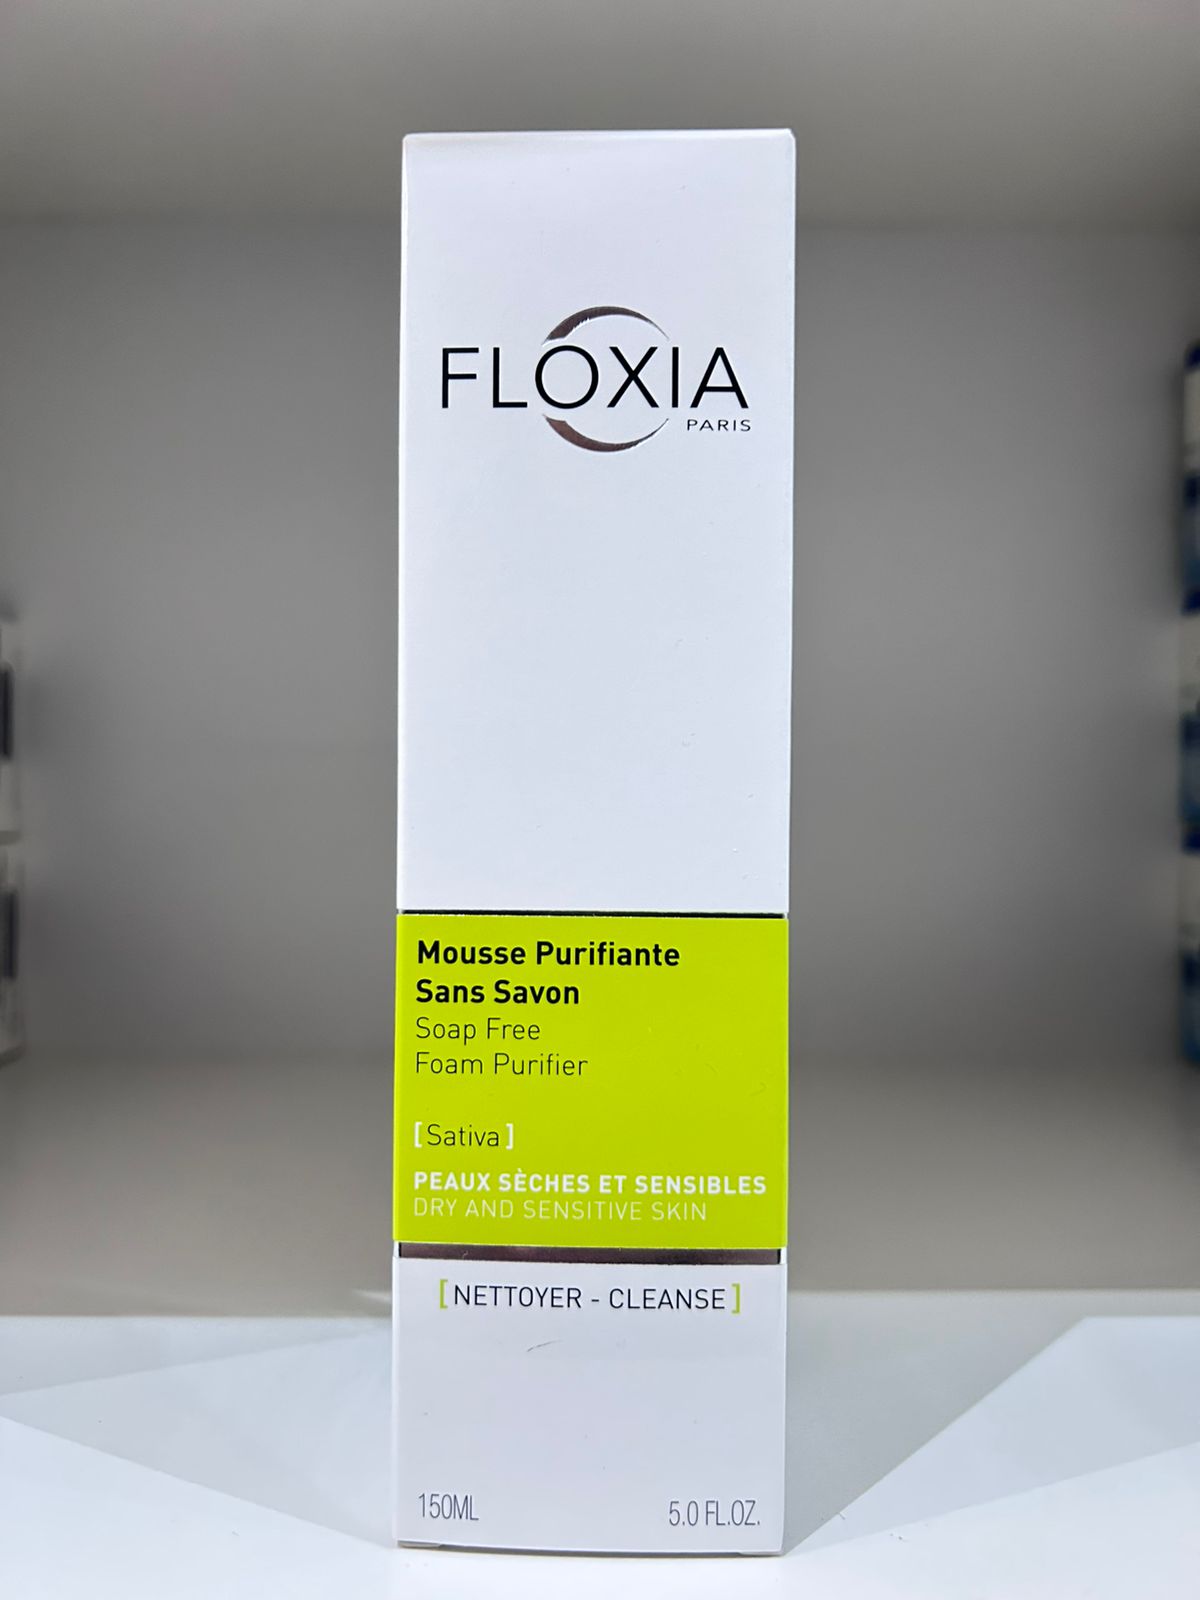 FLOXIA
PARIS
Mousse Purifiante
Sans Savon
Soap Free
Foam Purifier
[Sativa]
PEAUX SÈCHES ET SENSIBLES
DRY AND SENSITIVE SKIN
[NETTOYER - CLEANSE]
150ML 5.0 FL.OZ.